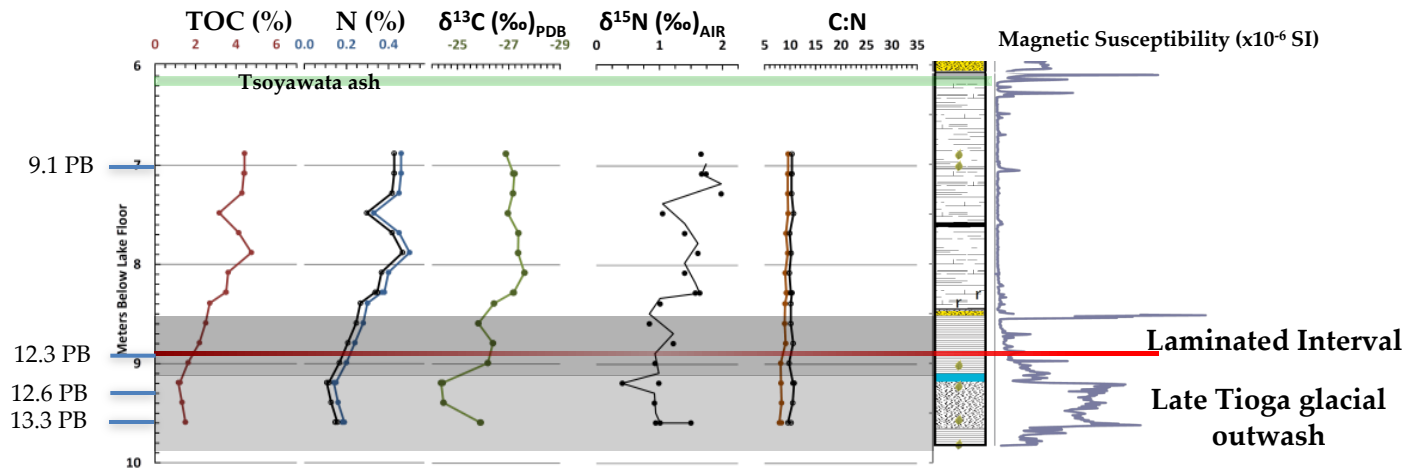 TOC (%) N (%) δ¹³C (‰)PDB δ¹⁵N (‰)AIR C:N
-25 -27 -29
0 2 4 6 0.0 0.2 0.4 0 1 2 5 10 15 20 25 30 35
Magnetic Susceptibility (x10⁻⁶ SI)
6
Tsoyawata ash
9.1 PB
7
Meters Below Lake Floor
8
r r
12.3 PB
9
Laminated Interval
12.6 PB
13.3 PB
Late Tioga glacial
outwash
10